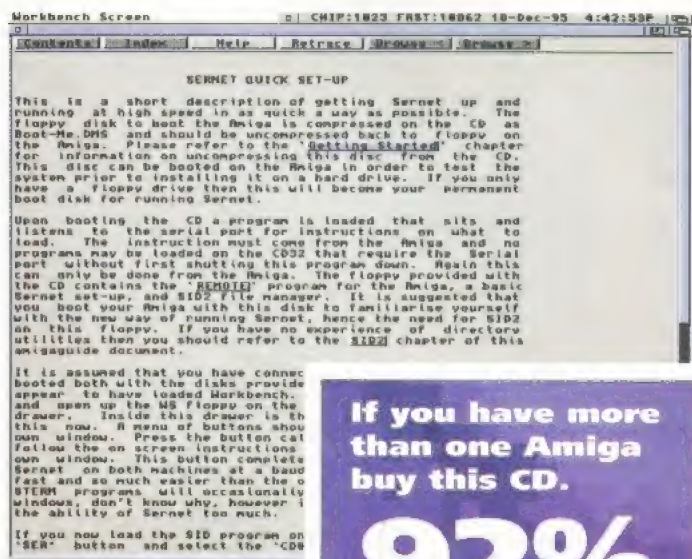 Workbench Screen CHIP:1823 FAST:18062 10-Dec-95 4:42:53P
Contents Index Help Retrace Browse < Browse >
SERNET QUICK SET-UP
This is a short description of getting Sernet up and
running at high speed in as quick a way as possible. The
floppy disk to boot the Amiga is compressed on the CD as
Boot-Me.DMS and should be uncompressed back to floppy on
the Amiga. Please refer to the 'Getting Started' chapter
for information on uncompressing this disc from the CD.
This disc can be booted on the Amiga in order to test the
system prior to installing it on a hard drive. If you only
have a floppy drive then this will become your permanent
boot disk for running Sernet.
Upon booting the CD a program is loaded that sits and
listens to the serial port for instructions on what to
load. The instruction must come from the Amiga and no
programs may be loaded on the CD32 that require the Serial
port without first shutting this program down. Again this
can only be done from the Amiga. The floppy provided with
the CD contains the 'REMOTE' program for the Amiga, a basic
Sernet set-up, and SID2 file manager. It is suggested that
you boot your Amiga with this disk to familiarise yourself
with the new way of running Sernet, hence the need for SID2
on this floppy. If you have no experience of directory
utilities then you should refer to the SID2 chapter of this
amigaguide document.
It is assumed that you have connec
booted both with the disks provide
appear to have loaded Workbench.
and open up the WS floppy on the
drawer. Inside this drawer is th
this now. A menu of buttons shou
own window. Press the button cal
follow the on screen instructions
own window. This button complete
Sernet on both machines at a baud
fast and so much easier than the o
STERM programs will occasionally
windows, don't know why, however i
the ability of Sernet too much.
If you now load the SID program on
'SER' button and select the 'CD
If you have more
than one Amiga
buy this CD.
92%